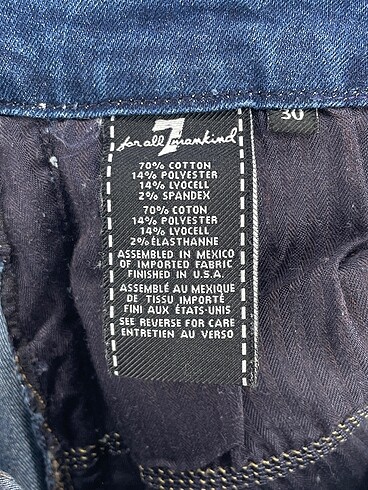 7
for all mankind
30
70% COTTON
14% POLYESTER
14% LYOCELL
2% SPANDEX
70% COTON
14% POLYESTER
14% LYOCELL
2% ÉLASTHANNE
ASSEMBLED IN MEXICO
OF IMPORTED FABRIC
FINISHED IN U.S.A.
ASSEMBLÉ AU MEXIQUE
DE TISSU IMPORTÉ
FINI AUX ÉTATS-UNIS
SEE REVERSE FOR CARE
ENTRETIEN AU VERSO